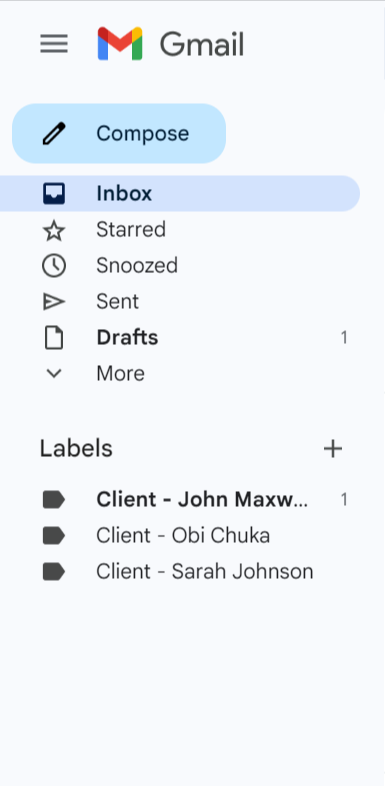 Gmail
Compose
Inbox
Starred
Snoozed
Sent
Drafts 1
More
Labels
Client - John Maxw... 1
Client - Obi Chuka
Client - Sarah Johnson